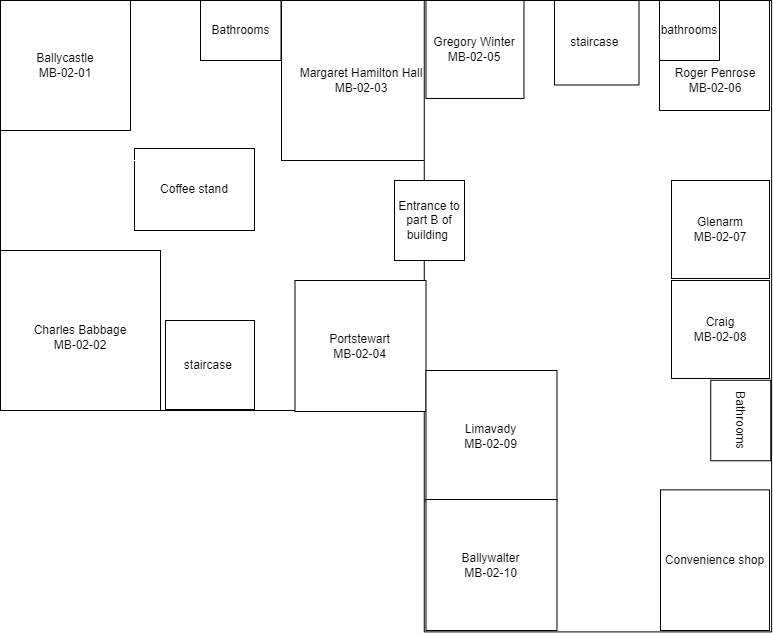 Ballycastle
MB-02-01
Bathrooms
Margaret Hamilton Hall
MB-02-03
Gregory Winter
MB-02-05
staircase
bathrooms
Roger Penrose
MB-02-06
Coffee stand
Entrance to
part B of
building
Glenarm
MB-02-07
Charles Babbage
MB-02-02
staircase
Portstewart
MB-02-04
Craig
MB-02-08
Bathrooms
Limavady
MB-02-09
Ballywalter
MB-02-10
Convenience shop